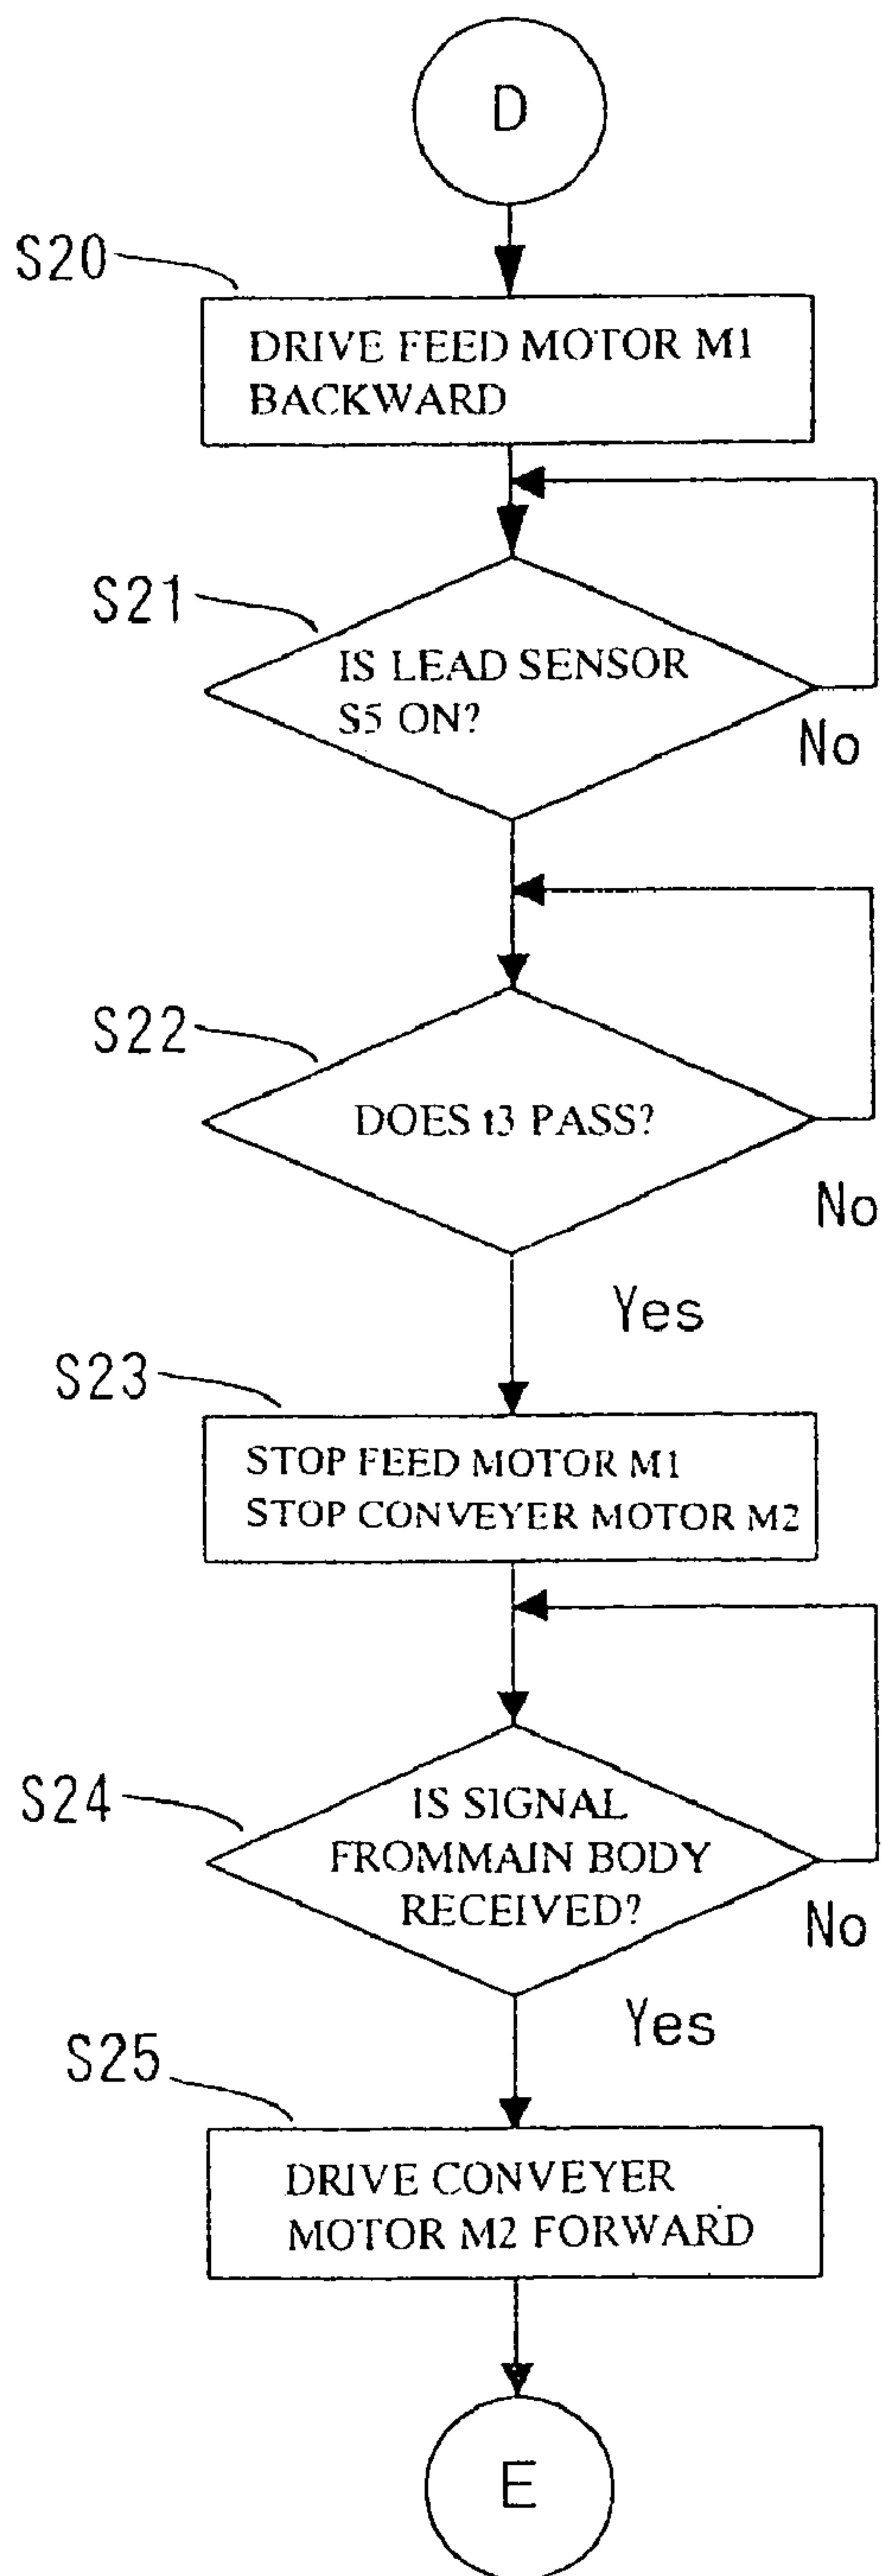 D
S20
DRIVE FEED MOTOR M1
BACKWARD
S21
IS LEAD SENSOR
S5 ON?
No
S22
DOES t3 PASS?
No
Yes
S23
STOP FEED MOTOR M1
STOP CONVEYER MOTOR M2
S24
IS SIGNAL
FROMMAIN BODY
RECEIVED?
No
Yes
S25
DRIVE CONVEYER
MOTOR M2 FORWARD
E